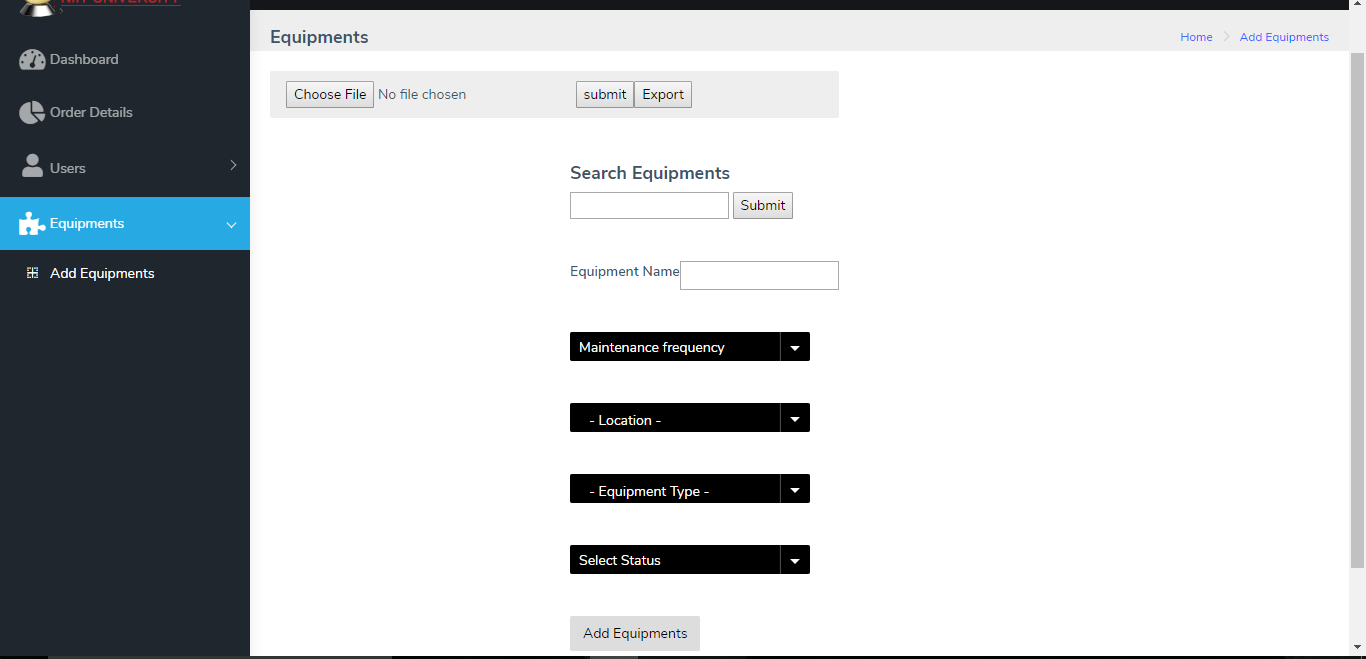 Equipments
Home
Add Equipments
Dashboard
Order Details
Users
Equipments
Add Equipments
Choose File No file chosen
submit
Export
Search Equipments
Submit
Equipment Name
Maintenance frequency
- Location -
- Equipment Type -
Select Status
Add Equipments